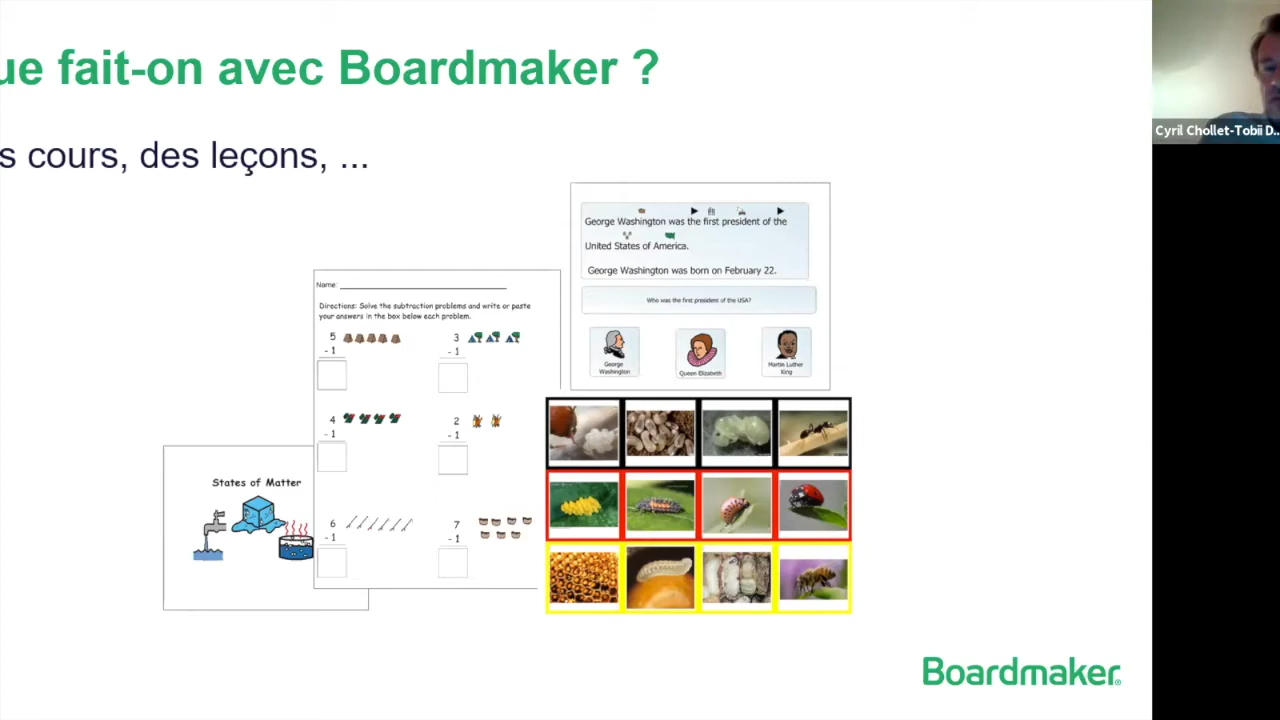 ue fait-on avec Boardmaker ?
s cours, des leçons, ...
Cyril Chollet-Tobii D...
George Washington was the first president of the
United States of America.
George Washington was born on February 22.
Who was the first president of the USA?
George
Washington
Queen Elizabeth
Martin Luther
King
Name:
Directions: Solve the subtraction problems and write or paste
your answers in the box below each problem.
5
- 1
3
- 1
4
- 1
2
- 1
6
- 1
7
- 1
States of Matter
Boardmaker®